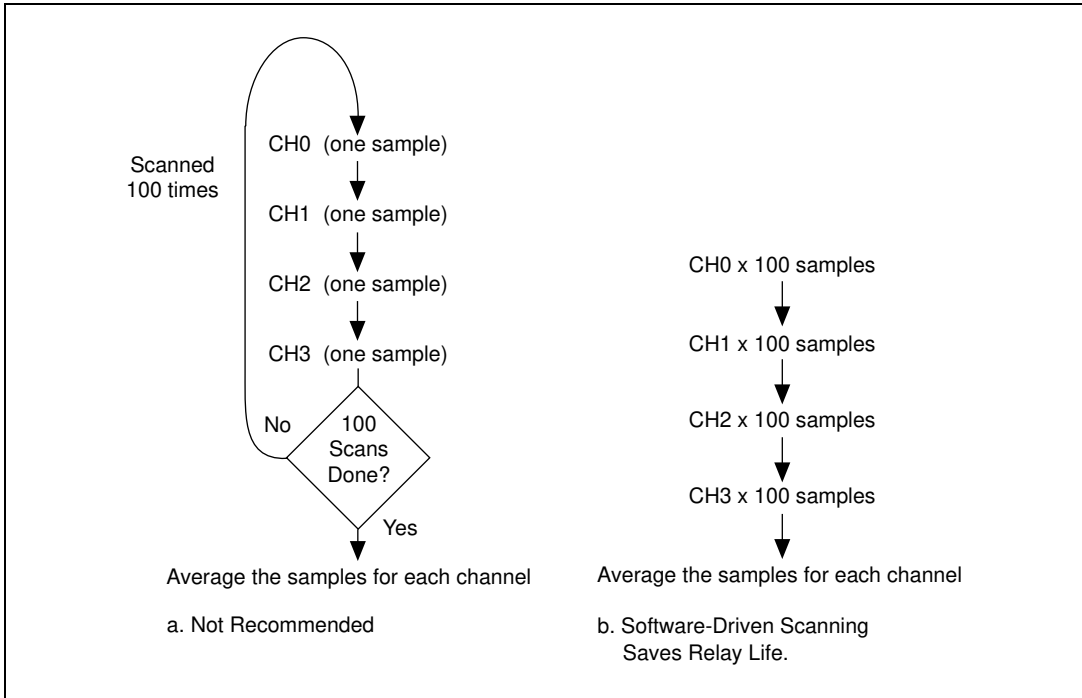 Scanned
100 times
CH0 (one sample)
CH1 (one sample)
CH2 (one sample)
CH3 (one sample)
No
100
Scans
Done?
Yes
Average the samples for each channel
a. Not Recommended
CH0 x 100 samples
CH1 x 100 samples
CH2 x 100 samples
CH3 x 100 samples
Average the samples for each channel
b. Software-Driven Scanning
Saves Relay Life.